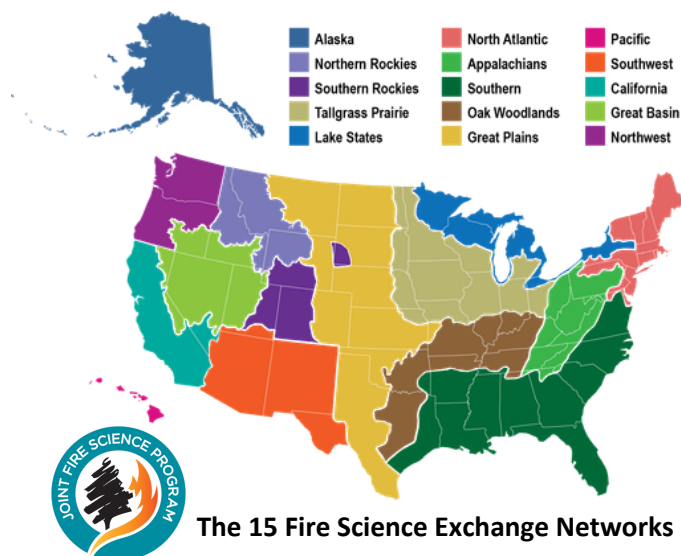 Alaska
Northern Rockies
Southern Rockies
Tallgrass Prairie
Lake States
North Atlantic
Appalachians
Southern
Oak Woodlands
Great Plains
Pacific
Southwest
California
Great Basin
Northwest
JOINT FIRE SCIENCE PROGRAM
The 15 Fire Science Exchange Networks